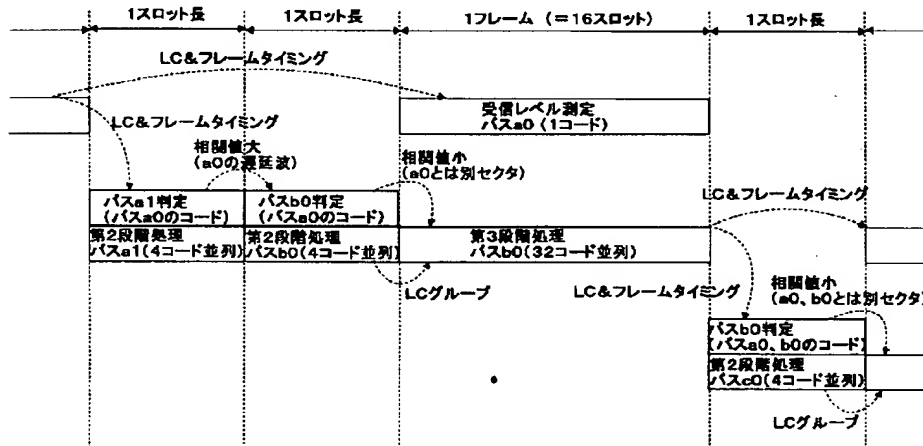 1スロット長
1スロット長
1フレーム (=16スロット)
1スロット長
LC&フレームタイミング
LC&フレームタイミング
受信レベル測定
パスa0 (1コード)
相関値大
(a0の遅延波)
相関値小
(a0とは別セクタ)
パスa1判定
(パスa0のコード)
パスb0判定
(パスa0のコード)
LC&フレームタイミング
第2段階処理
パスa1(4コード並列)
第2段階処理
パスb0(4コード並列)
第3段階処理
パスb0(32コード並列)
LCグループ
LC&フレームタイミング
相関値小
(a0、b0とは別セクタ)
パスb0判定
(パスa0、b0のコード)
第2段階処理
パスc0(4コード並列)
LCグループ